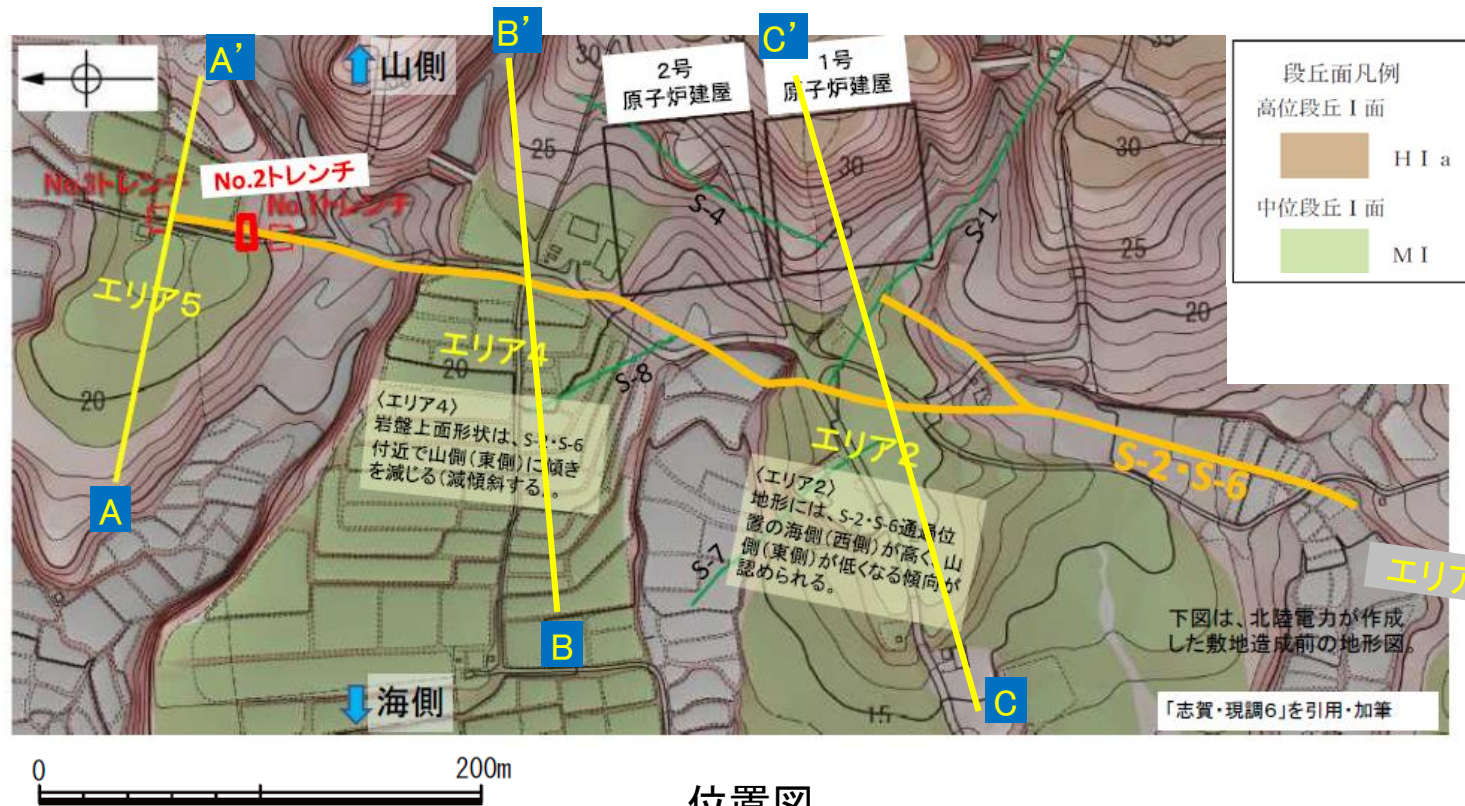 A’
B’
C’
山側
30
2号
原子炉建屋
1号
原子炉建屋
段丘面凡例
高位段丘Ⅰ面
HⅠa
中位段丘Ⅰ面
MⅠ
25
30
30
25
25
20
No.3トレンチ
No.2トレンチ
No.1トレンチ
S-4
S-1
エリア5
20
エリア4
20
S-8
〈エリア4〉
岩盤上面形状は、S-2・S-6
付近で山側(東側)に傾き
を減じる(減傾斜する)。
エリア2
〈エリア2〉
地形には、S-2・S-6通過位
置の海側(西側)が高く、山
側(東側)が低くなる傾向が
認められる。
S-7
S-2・S-6
エリア
A
B
C
海側
15
下図は、北陸電力が作成
した敷地造成前の地形図。
「志賀・現調6」を引用・加筆
0
200m
位置図